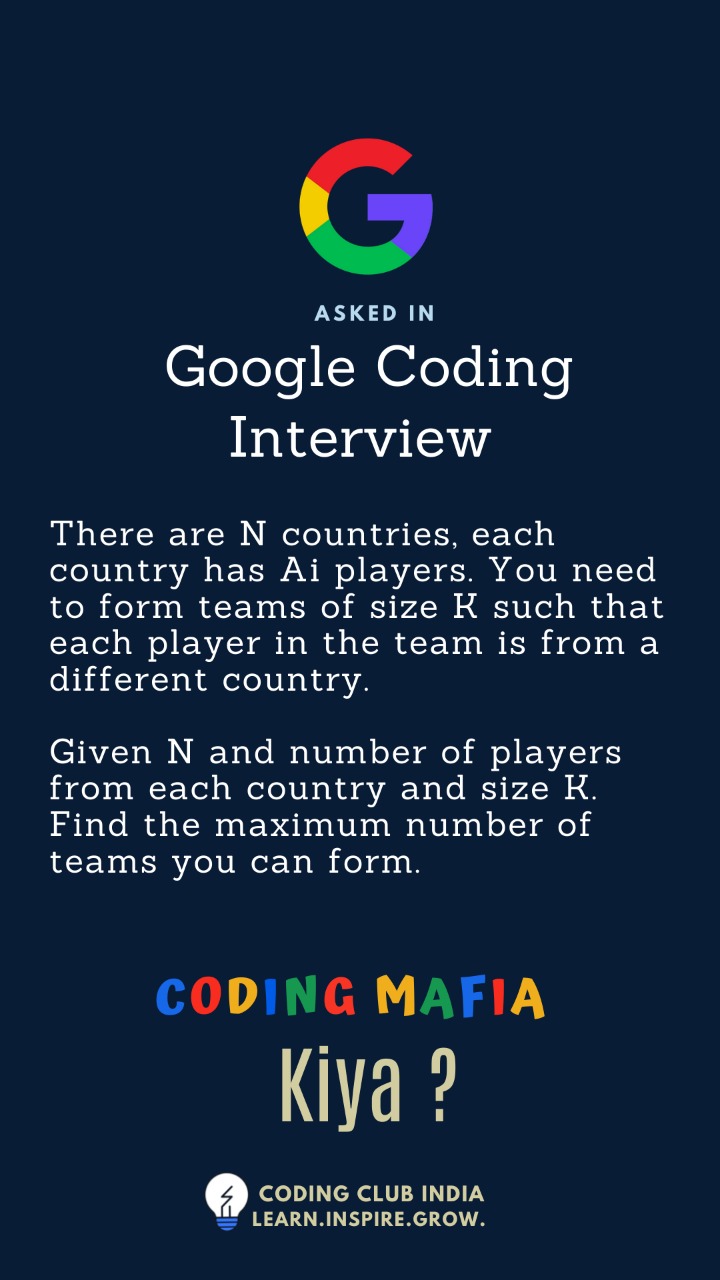 ASKED IN
Google Coding
Interview
There are N countries, each
country has Ai players. You need
to form teams of size K such that
each player in the team is from a
different country.
Given N and number of players
from each country and size K.
Find the maximum number of
teams you can form.
CODING MAFIA
Kiya ?
CODING CLUB INDIA
LEARN.INSPIRE.GROW.